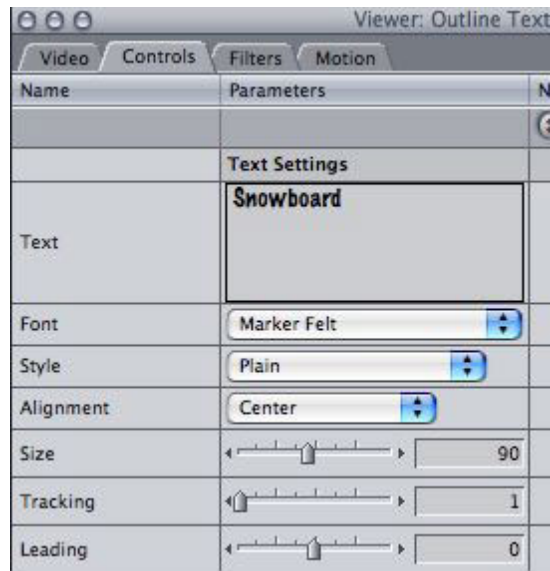 Viewer: Outline Text
Video Controls Filters Motion
Name Parameters N
Text Settings
Text Snowboard
Font Marker Felt
Style Plain
Alignment Center
Size 90
Tracking 1
Leading 0